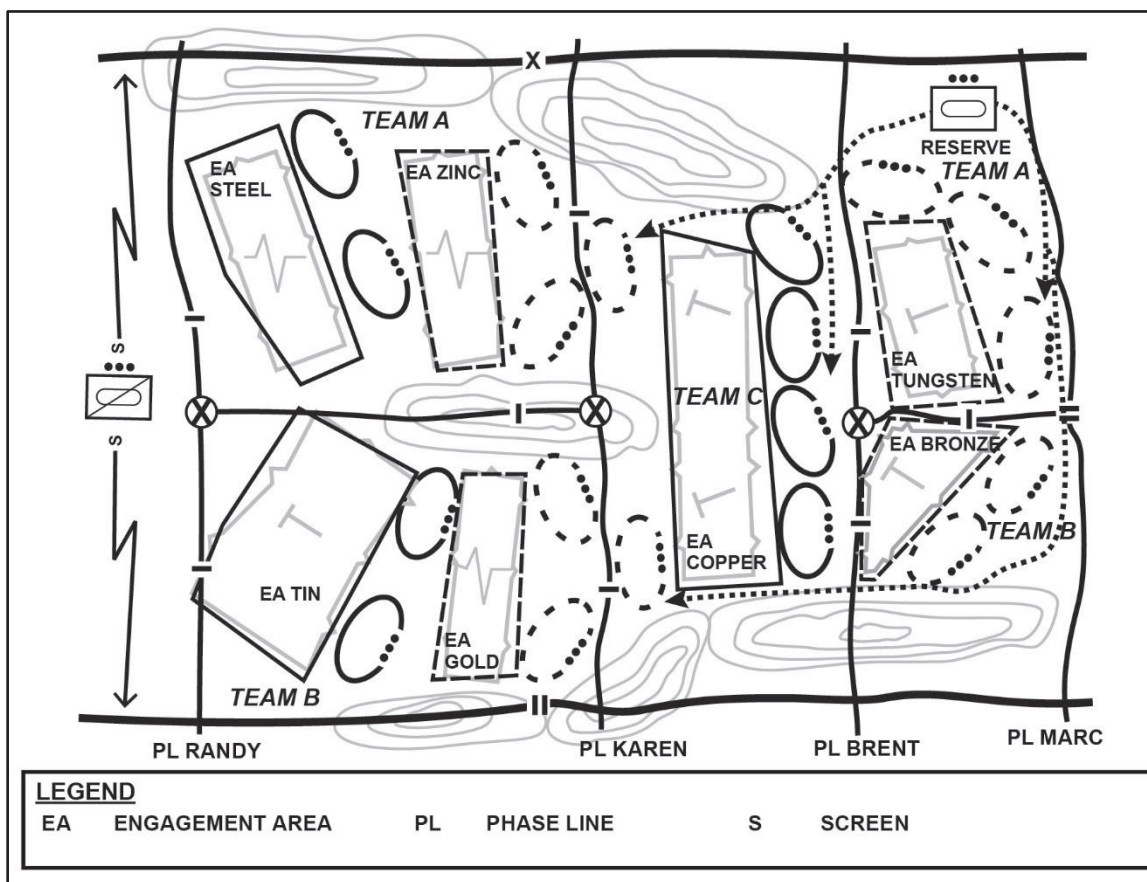 X
TEAM A
EA
STEEL
EA ZINC
RESERVE
TEAM A
S
S
X
X
X
TEAM C
EA
TUNGSTEN
EA BRONZE
EA TIN
EA
GOLD
EA
COPPER
TEAM B
TEAM B
PL RANDY
PL KAREN
PL BRENT
PL MARC
LEGEND
EA ENGAGEMENT AREA PL PHASE LINE S SCREEN